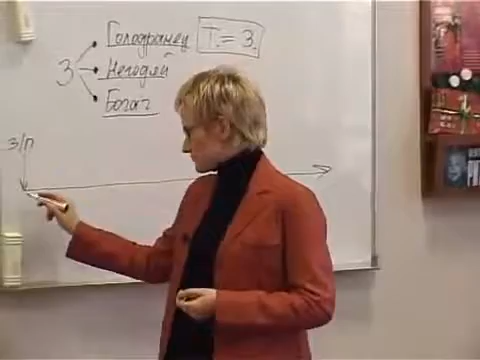 Голодранец Т. = 3.
3 Негодяй
Богач
З/П